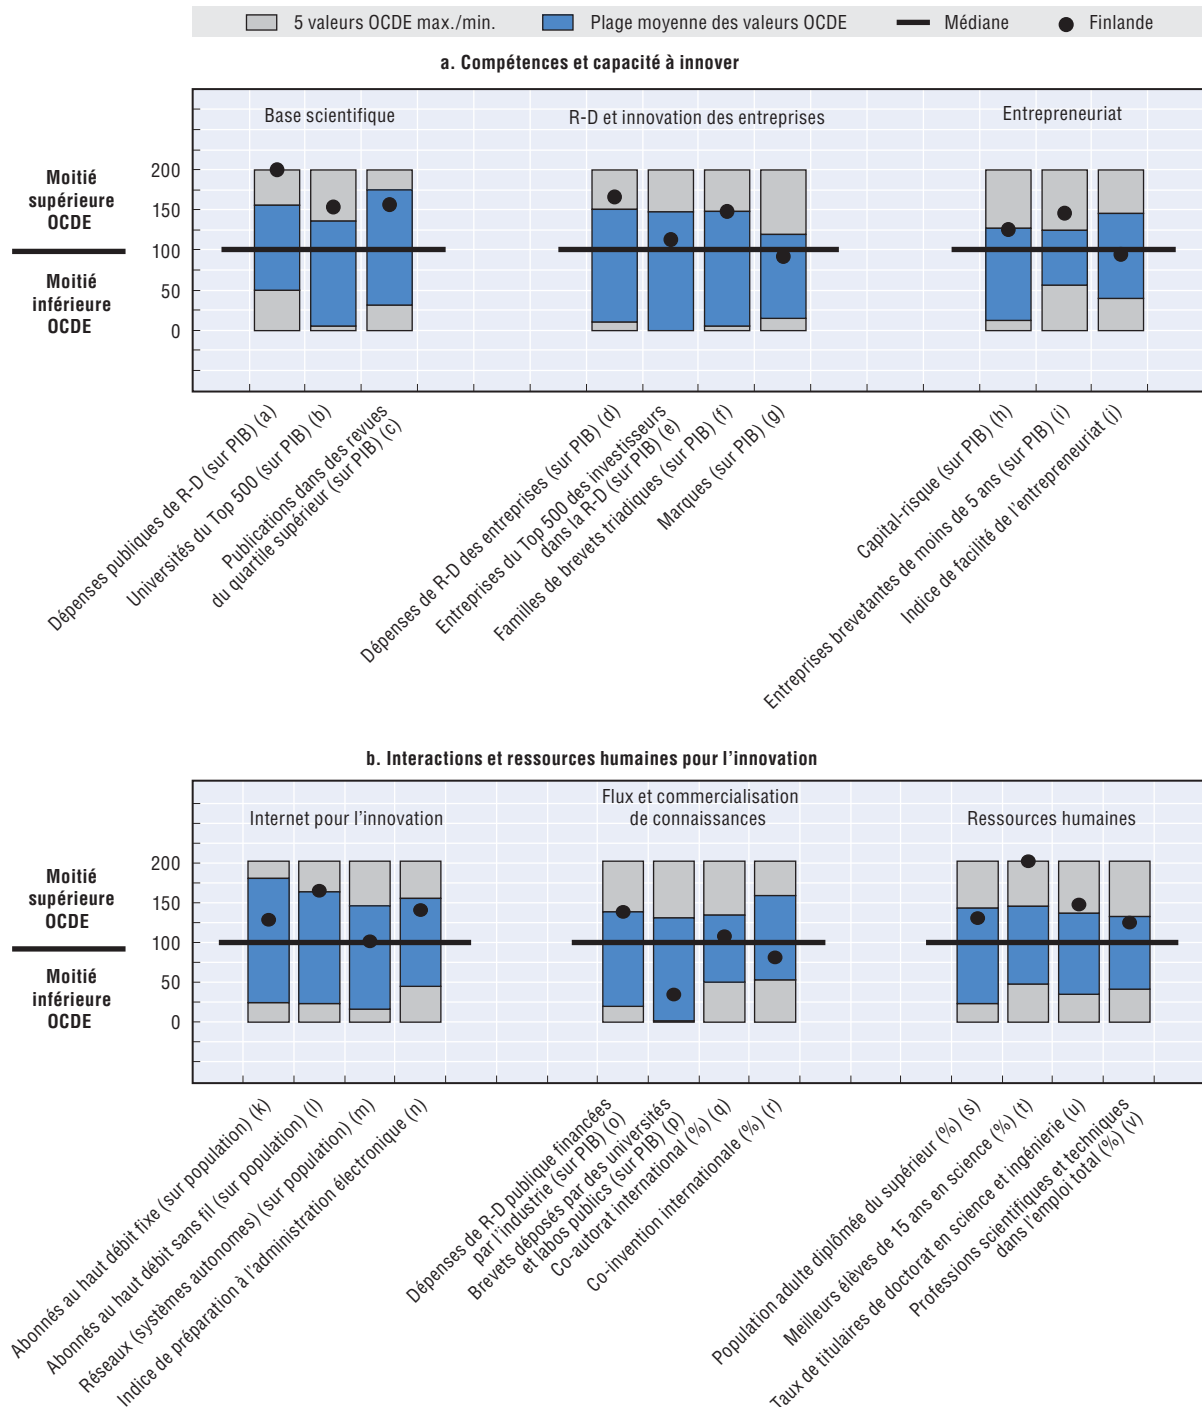 5 valeurs OCDE max./min.
Plage moyenne des valeurs OCDE
Médiane
Finlande
a. Compétences et capacité à innover
Base scientifique
R-D et innovation des entreprises
Entrepreneuriat
Moitié
supérieure
OCDE
Moitié
inférieure
OCDE
200
150
100
50
0
Dépenses publiques de R-D (sur PIB) (a)
Universités du Top 500 (sur PIB) (b)
Publications dans des revues
du quartile supérieur (sur PIB) (c)
Dépenses de R-D des entreprises (sur PIB) (d)
Entreprises du Top 500 des investisseurs
dans la R-D (sur PIB) (e)
Familles de brevets triadiques (sur PIB) (f)
Marques (sur PIB) (g)
Capital-risque (sur PIB) (h)
Entreprises brevetantes de moins de 5 ans (sur PIB) (i)
Indice de facilité de l'entrepreneuriat (j)
b. Interactions et ressources humaines pour l'innovation
Internet pour l'innovation
Flux et commercialisation
de connaissances
Ressources humaines
Moitié
supérieure
OCDE
Moitié
inférieure
OCDE
200
150
100
50
0
Abonnés au haut débit fixe (sur population) (k)
Abonnés au haut débit sans fil (sur population) (l)
Réseaux (systèmes autonomes) (sur population) (m)
Indice de préparation à l'administration électronique (n)
Dépenses de R-D publique financées
par l'industrie (sur PIB) (o)
Brevets déposés par des universités
et labos publics (sur PIB) (p)
Co-autorat international (%) (q)
Co-invention internationale (%) (r)
Population adulte diplômée du supérieur (%) (s)
Meilleurs élèves de 15 ans en science (%) (t)
Taux de titulaires de doctorat en science et ingénierie (u)
Professions scientifiques et techniques
dans l'emploi total (%) (v)